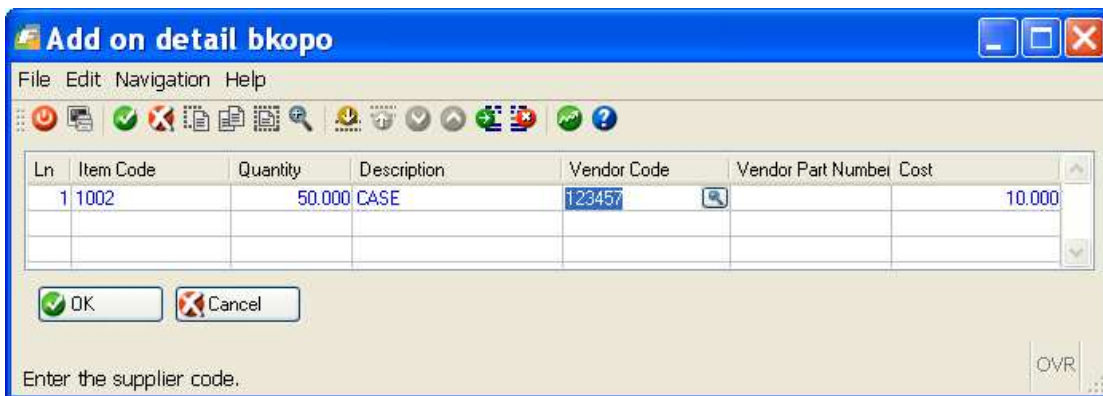 Add on detail bkopo
File Edit Navigation Help
Ln Item Code Quantity Description Vendor Code Vendor Part Number Cost
1 1002 50.000 CASE 123457 10.000
OK Cancel
Enter the supplier code. OVR